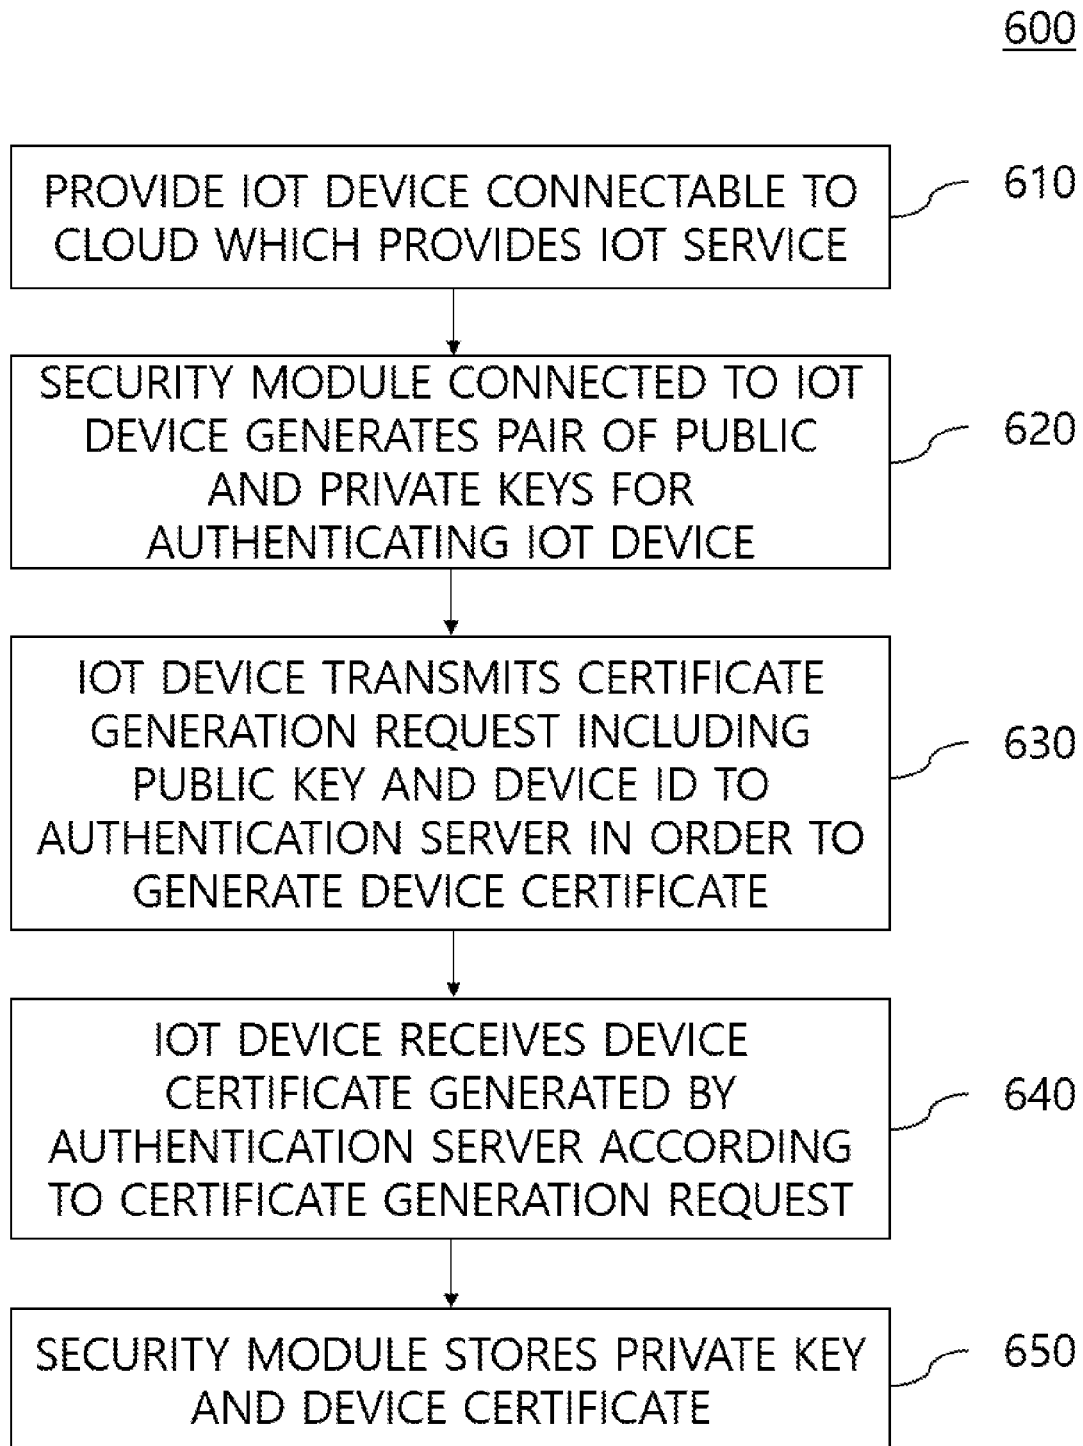 600
PROVIDE IOT DEVICE CONNECTABLE TO
CLOUD WHICH PROVIDES IOT SERVICE
610
SECURITY MODULE CONNECTED TO IOT
DEVICE GENERATES PAIR OF PUBLIC
AND PRIVATE KEYS FOR
AUTHENTICATING IOT DEVICE
620
IOT DEVICE TRANSMITS CERTIFICATE
GENERATION REQUEST INCLUDING
PUBLIC KEY AND DEVICE ID TO
AUTHENTICATION SERVER IN ORDER TO
GENERATE DEVICE CERTIFICATE
630
IOT DEVICE RECEIVES DEVICE
CERTIFICATE GENERATED BY
AUTHENTICATION SERVER ACCORDING
TO CERTIFICATE GENERATION REQUEST
640
SECURITY MODULE STORES PRIVATE KEY
AND DEVICE CERTIFICATE
650